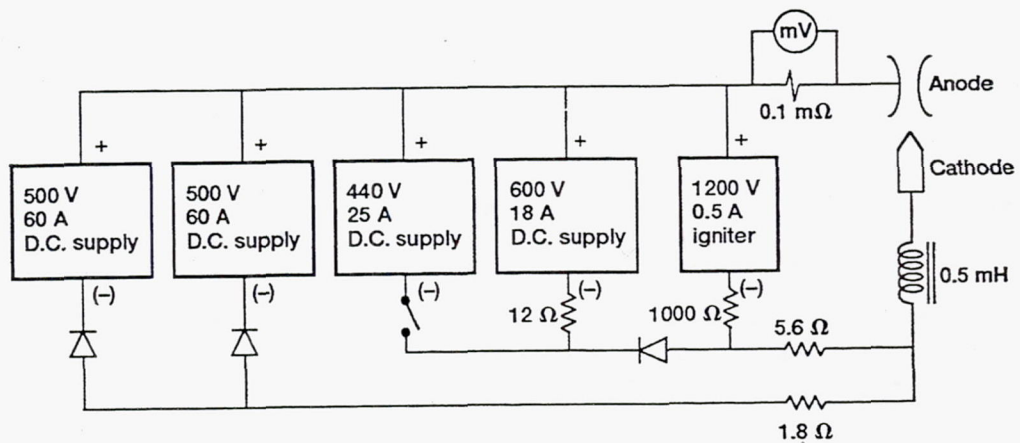 mV
Anode
0.1 mΩ
+
+
+
+
+
Cathode
500 V
60 A
D.C. supply
500 V
60 A
D.C. supply
440 V
25 A
D.C. supply
600 V
18 A
D.C. supply
1200 V
0.5 A
igniter
0.5 mH
(–)
(–)
(–)
(–)
(–)
12 Ω
1000 Ω
5.6 Ω
1.8 Ω